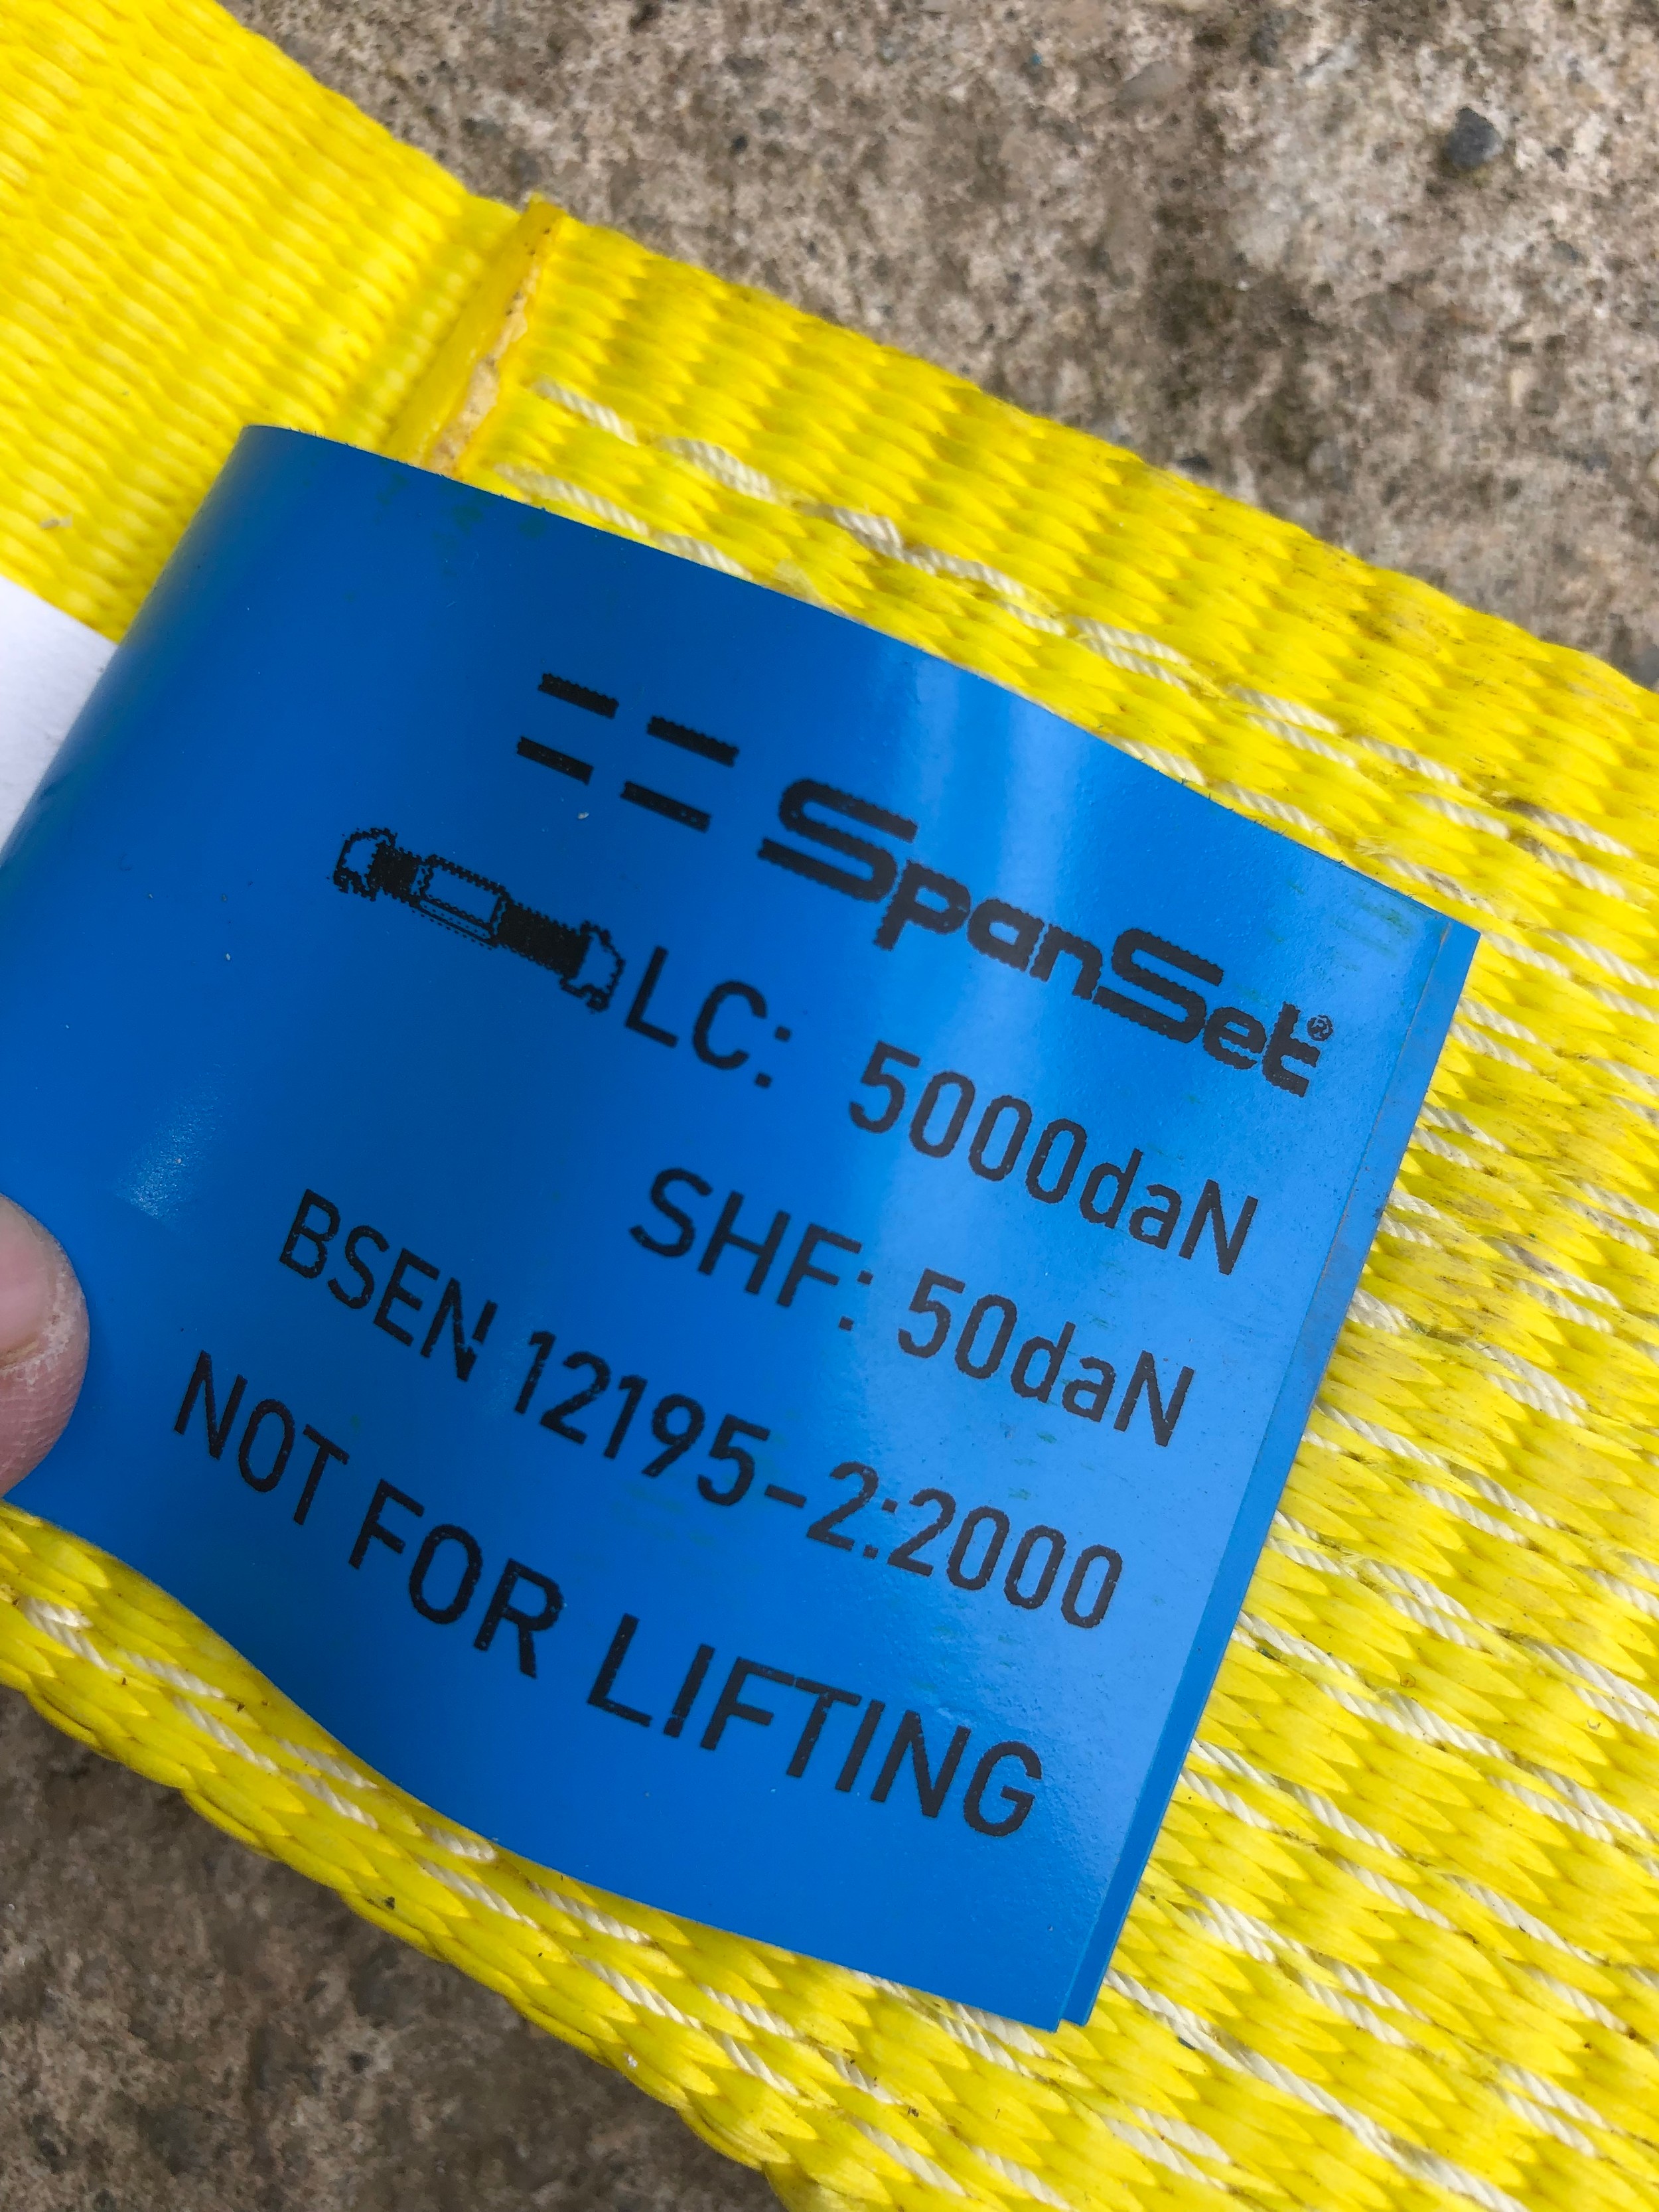 SpanSet®
LC: 5000daN
SHF: 50daN
BSEN 12195-2:2000
NOT FOR LIFTING